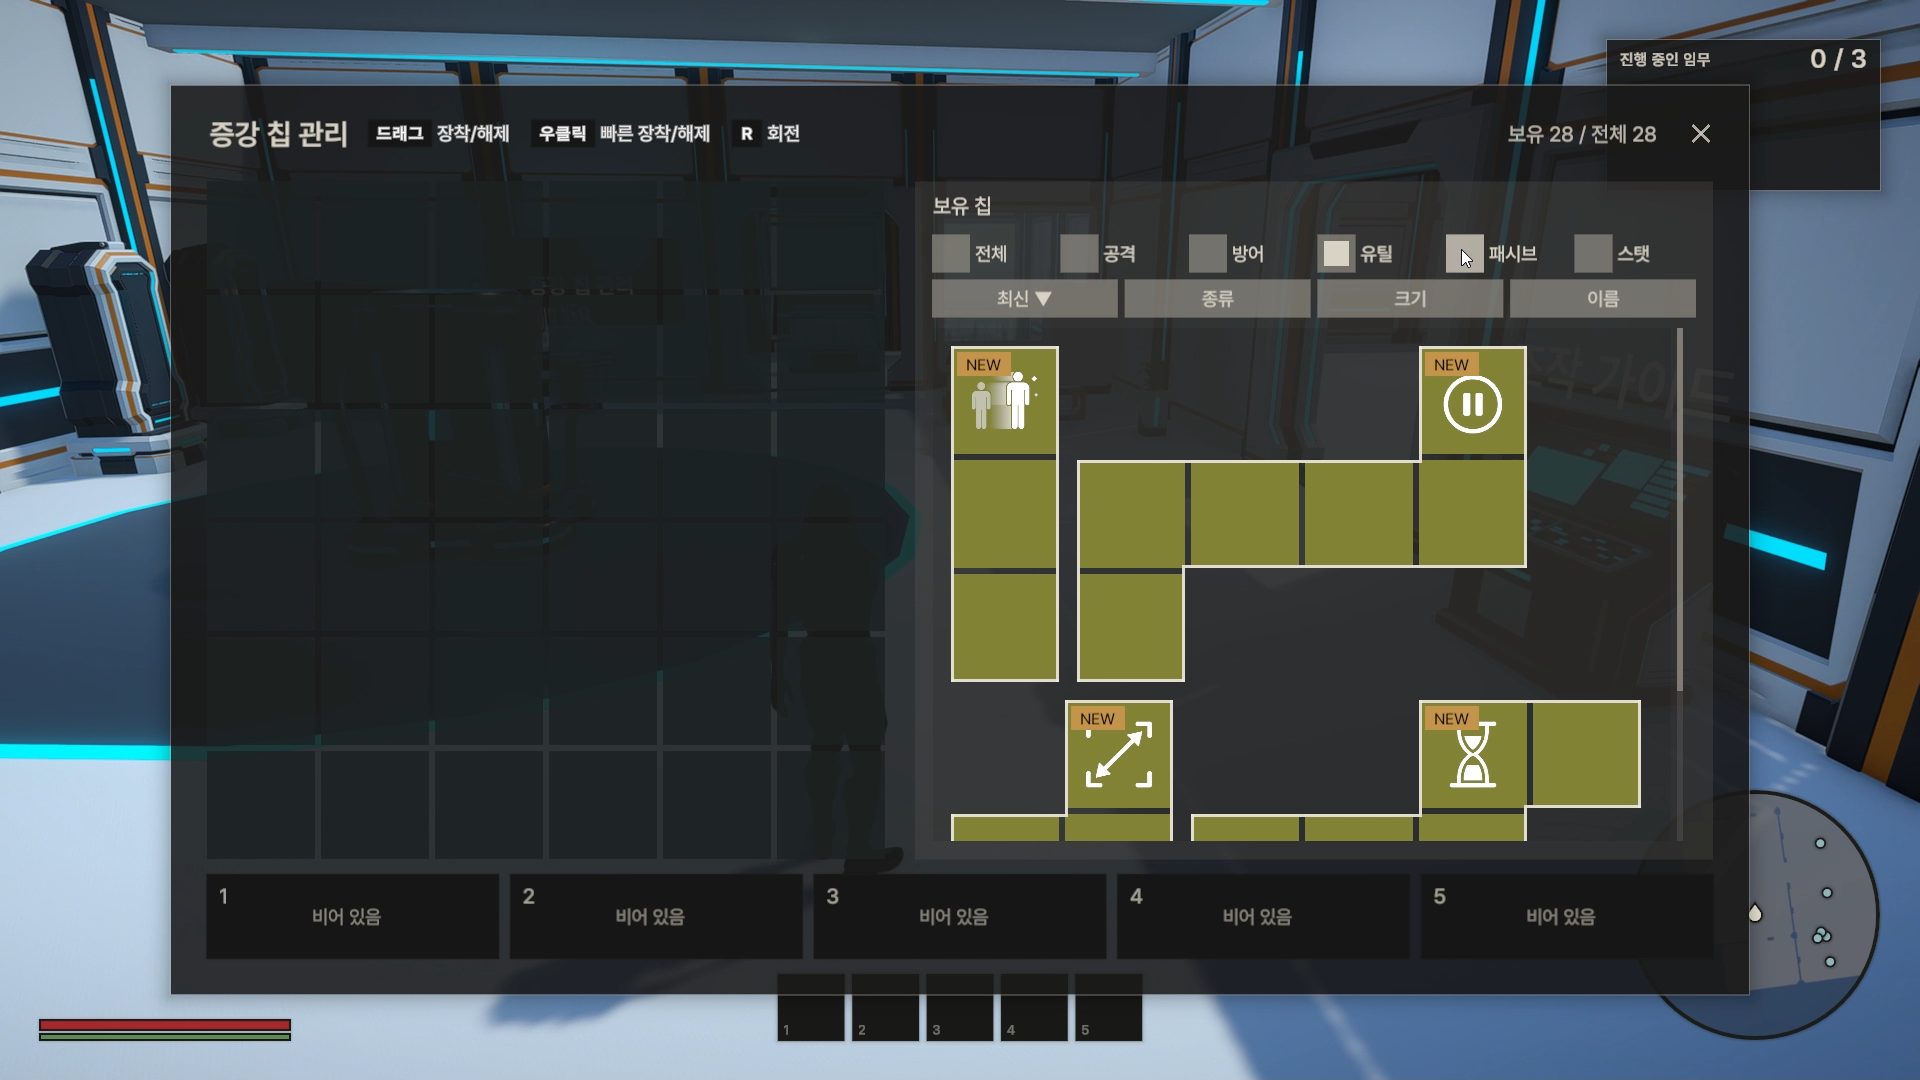 진행 중인 임무 0 / 3
증강 칩 관리 드래그 장착/해제 우클릭 빠른 장착/해제 R 회전 보유 28 / 전체 28
보유 칩
전체 공격 방어 유틸 패시브 스탯
최신 ▼ 종류 크기 이름
NEW NEW
NEW NEW
1 비어 있음
2 비어 있음
3 비어 있음
4 비어 있음
5 비어 있음
1 2 3 4 5